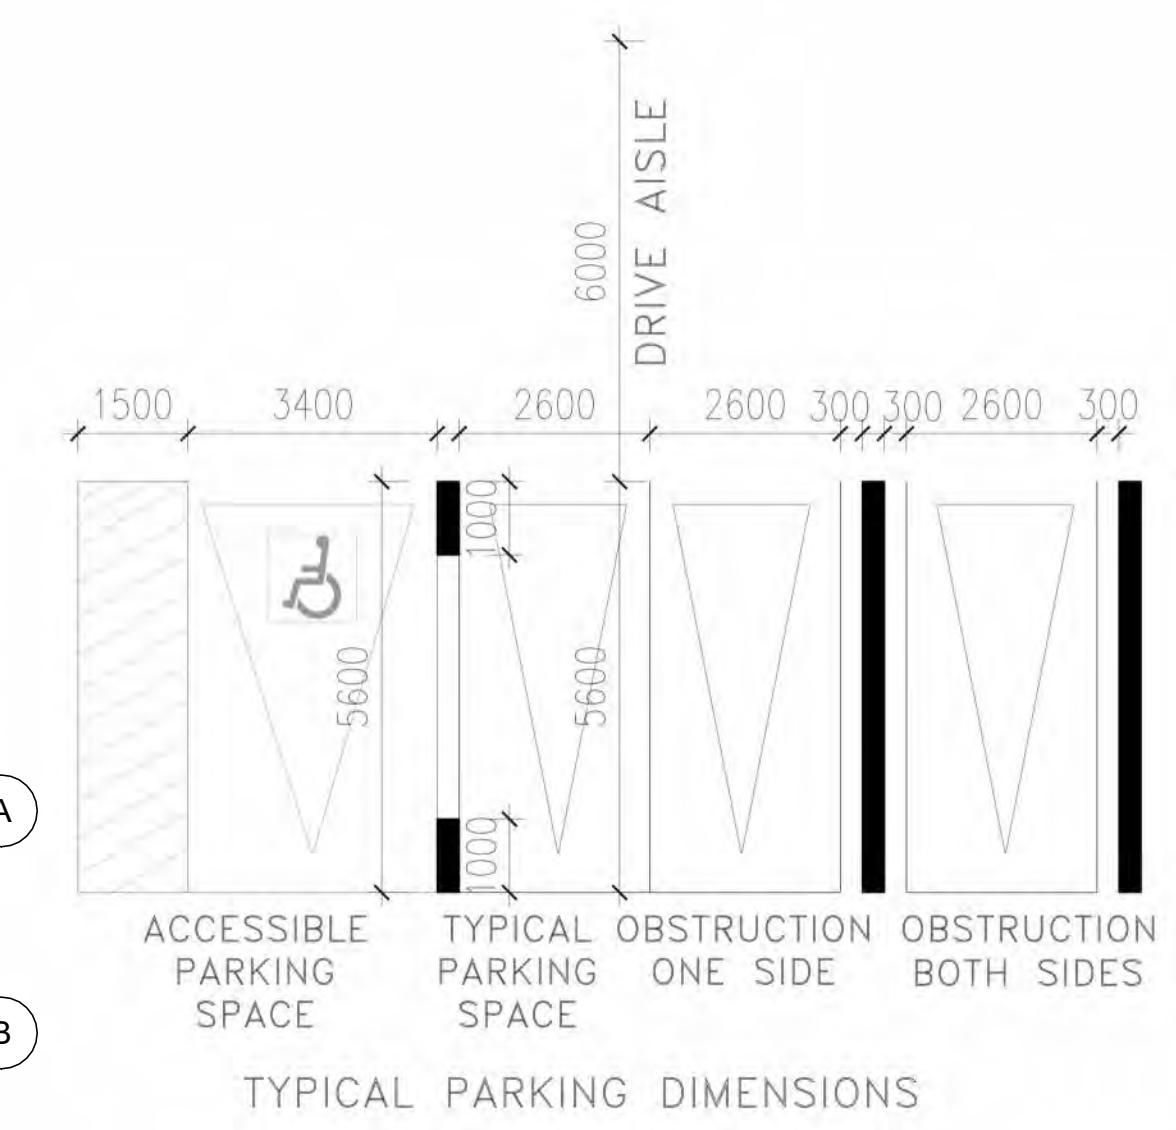 DRIVE AISLE
6000
1500 3400 2600 2600 300 300 2600 300
1000
1000
5600
5600
A
B
ACCESSIBLE
PARKING
SPACE
TYPICAL
PARKING
SPACE
OBSTRUCTION
ONE SIDE
OBSTRUCTION
BOTH SIDES
TYPICAL PARKING DIMENSIONS